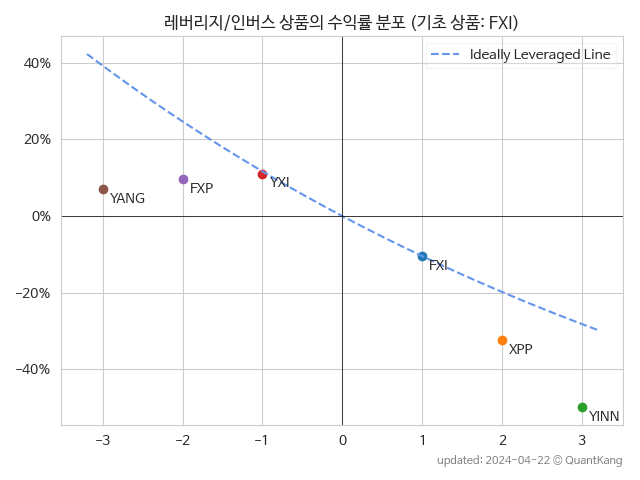 레버리지/인버스 상품의 수익률 분포 (기초 상품: FXI)
Ideally Leveraged Line
40%
20%
0%
−20%
−40%
YANG
FXP
YXI
FXI
XPP
YINN
−3
−2
−1
0
1
2
3
updated: 2024-04-22 © QuantKang